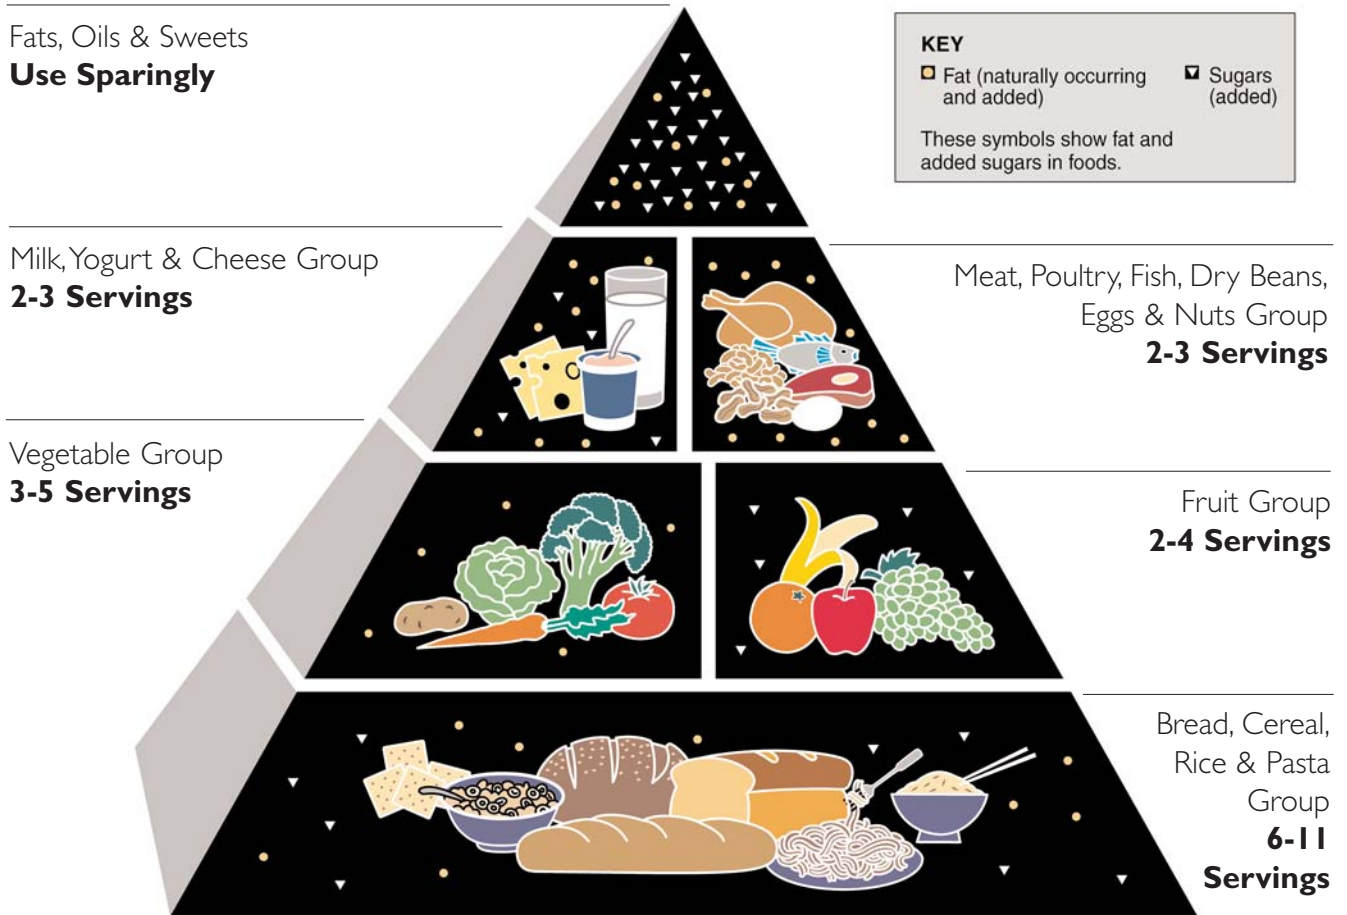 Fats, Oils & Sweets
Use Sparingly
KEY
Fat (naturally occurring
and added)
Sugars
(added)
These symbols show fat and
added sugars in foods.
Milk, Yogurt & Cheese Group
2-3 Servings
Meat, Poultry, Fish, Dry Beans,
Eggs & Nuts Group
2-3 Servings
Vegetable Group
3-5 Servings
Fruit Group
2-4 Servings
Bread, Cereal,
Rice & Pasta
Group
6-11
Servings